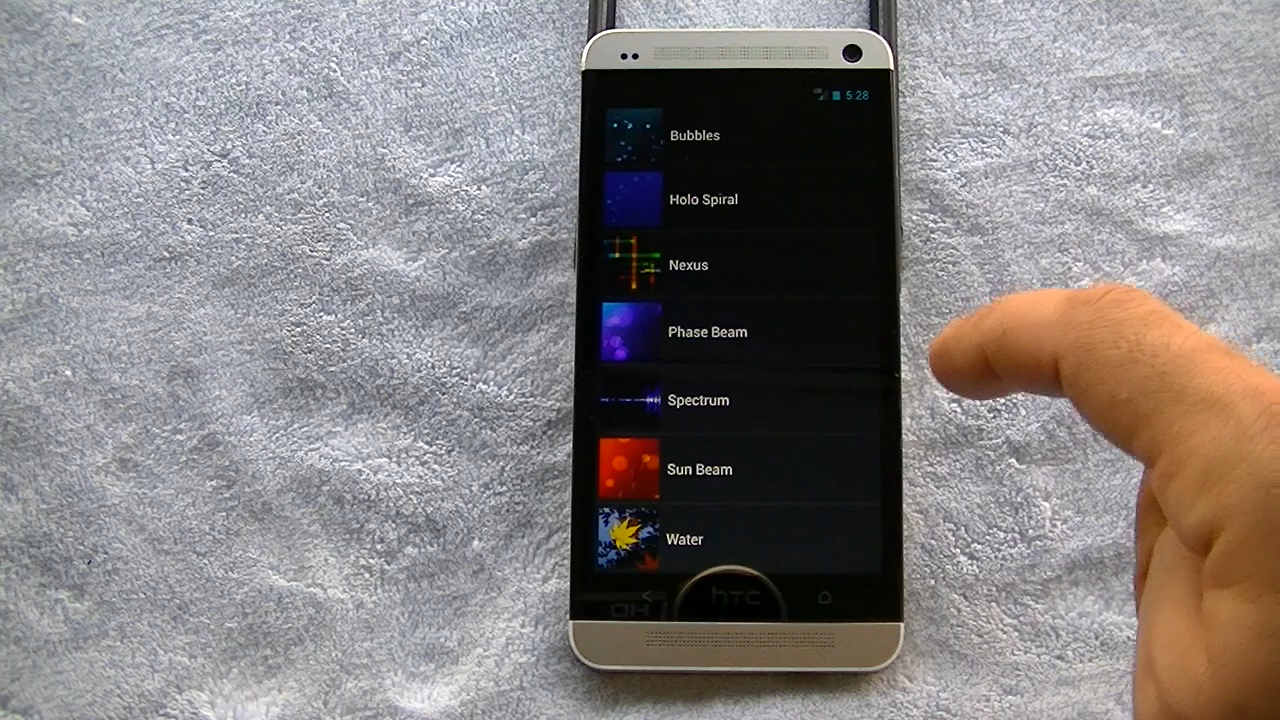 5:28
Bubbles
Holo Spiral
Nexus
Phase Beam
Spectrum
Sun Beam
Water
hTC